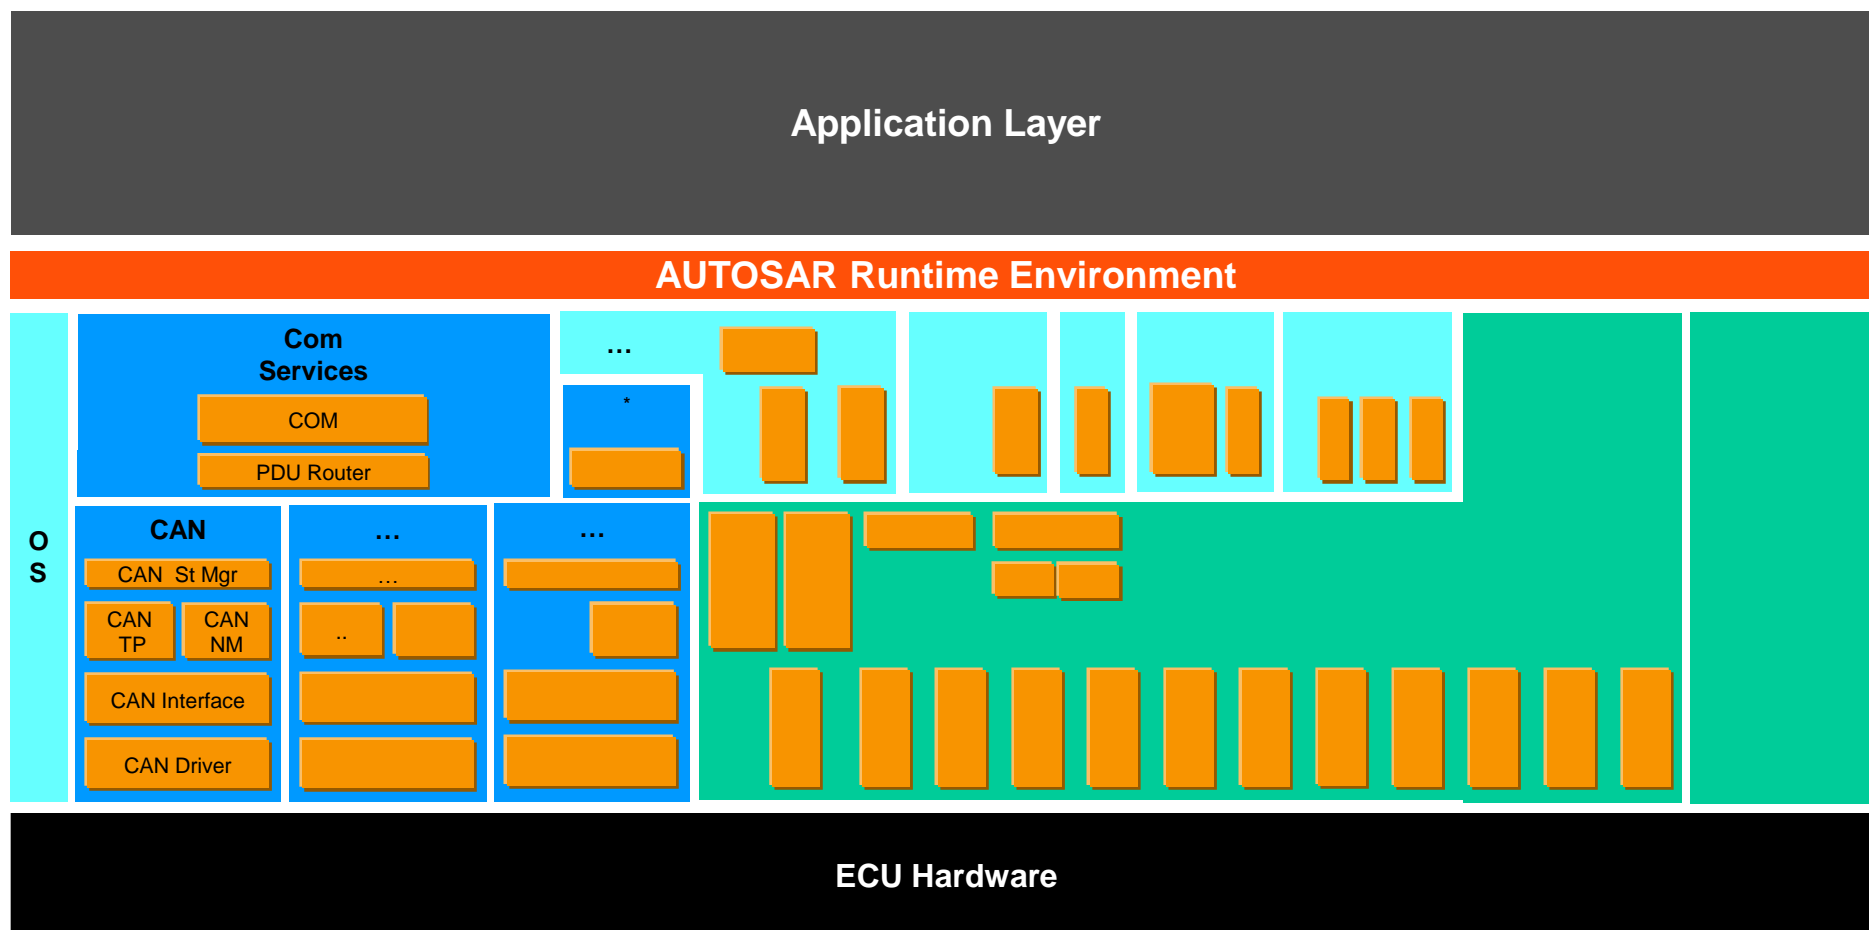 Application Layer
AUTOSAR Runtime Environment
O
S
Com
Services
COM
PDU Router
…
*
CAN
CAN  St Mgr
CAN
TP
CAN
NM
CAN Interface
CAN Driver
…
…
..
…
ECU Hardware